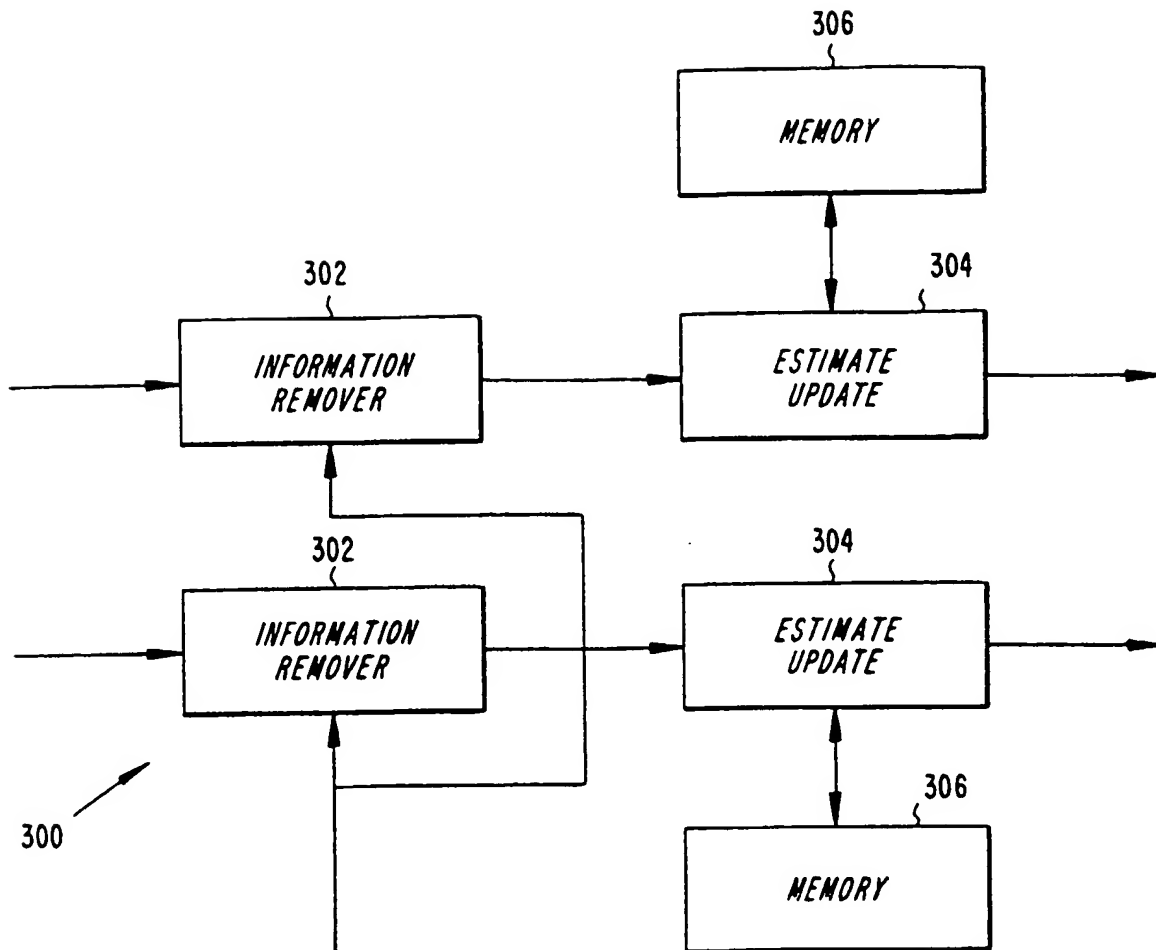 306
MEMORY
302
304
INFORMATION
REMOVER
ESTIMATE
UPDATE
302
304
INFORMATION
REMOVER
ESTIMATE
UPDATE
300
306
MEMORY